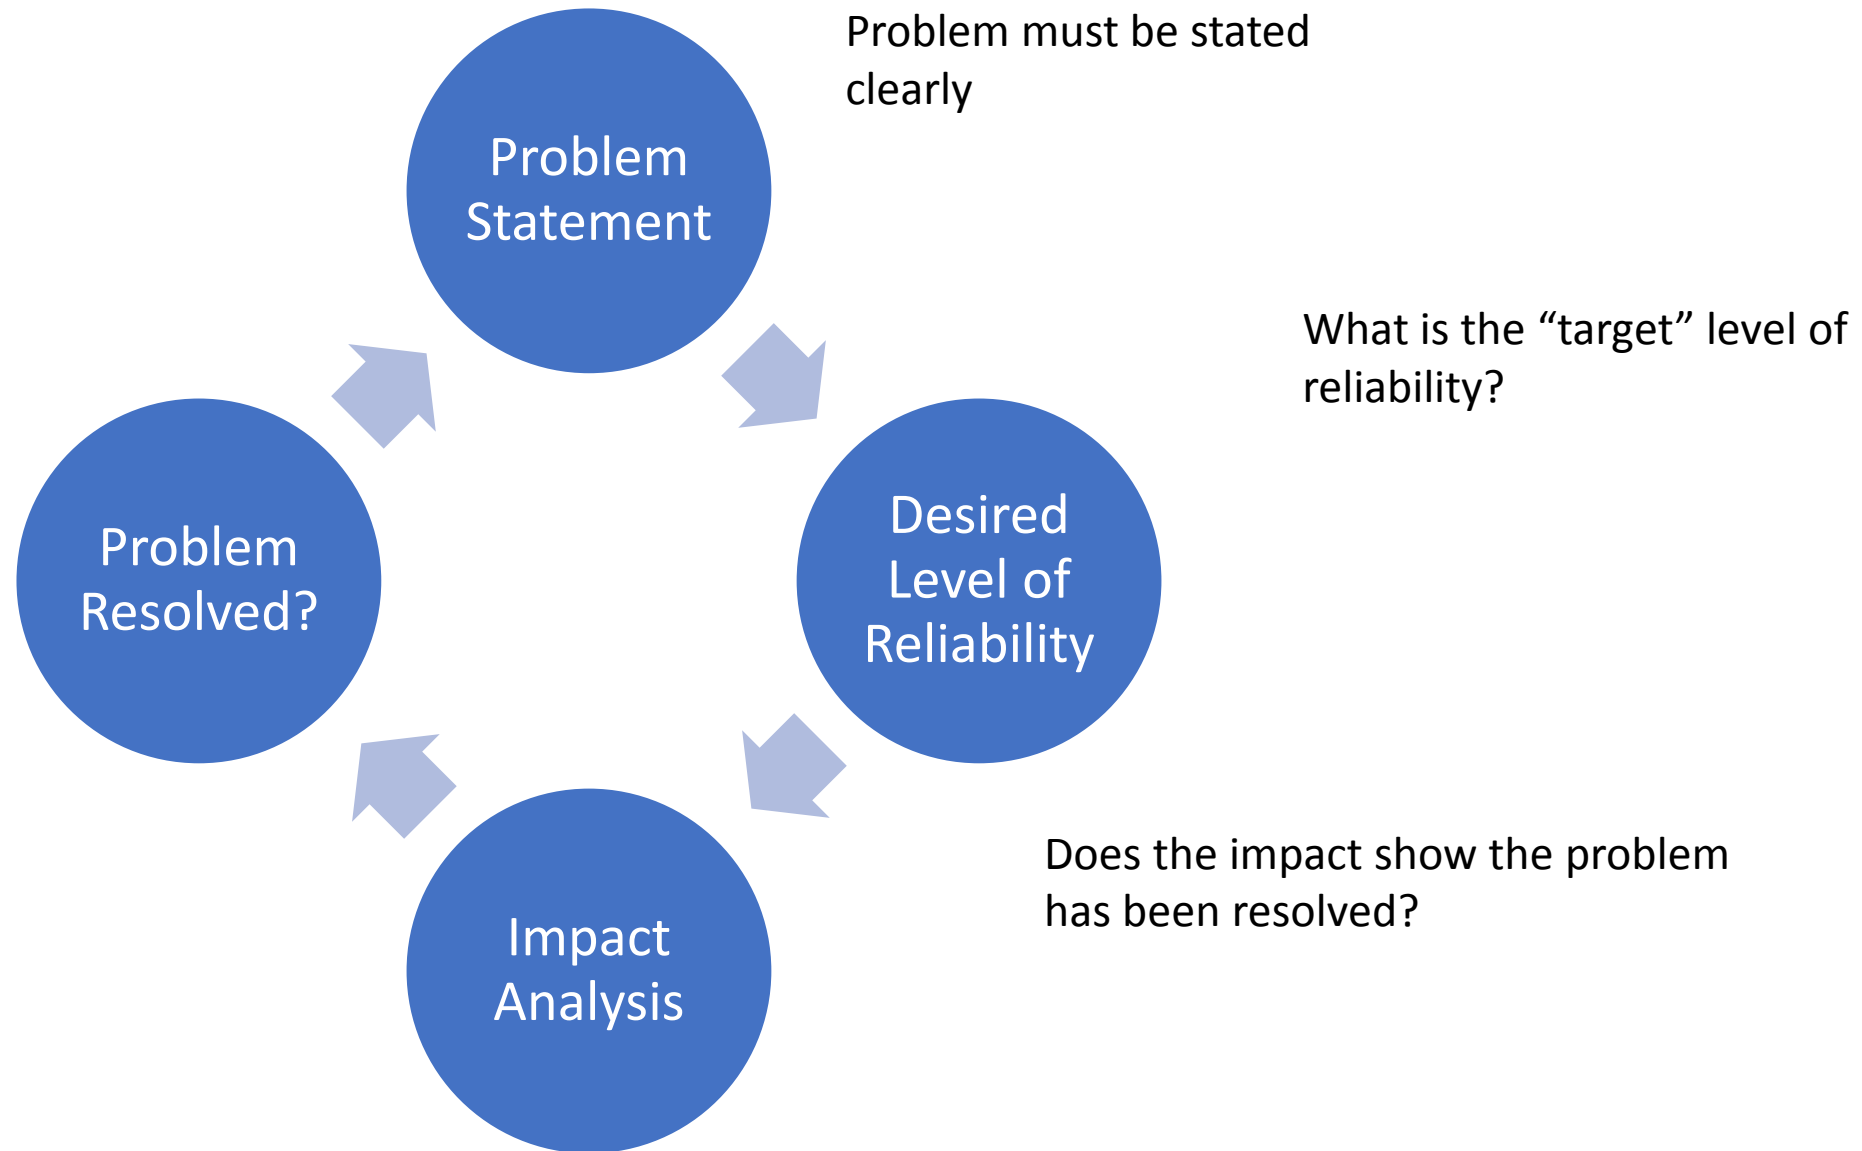 Problem must be stated
clearly
Problem
Statement
What is the “target” level of
reliability?
Desired
Level of
Reliability
Problem
Resolved?
Does the impact show the problem
has been resolved?
Impact
Analysis